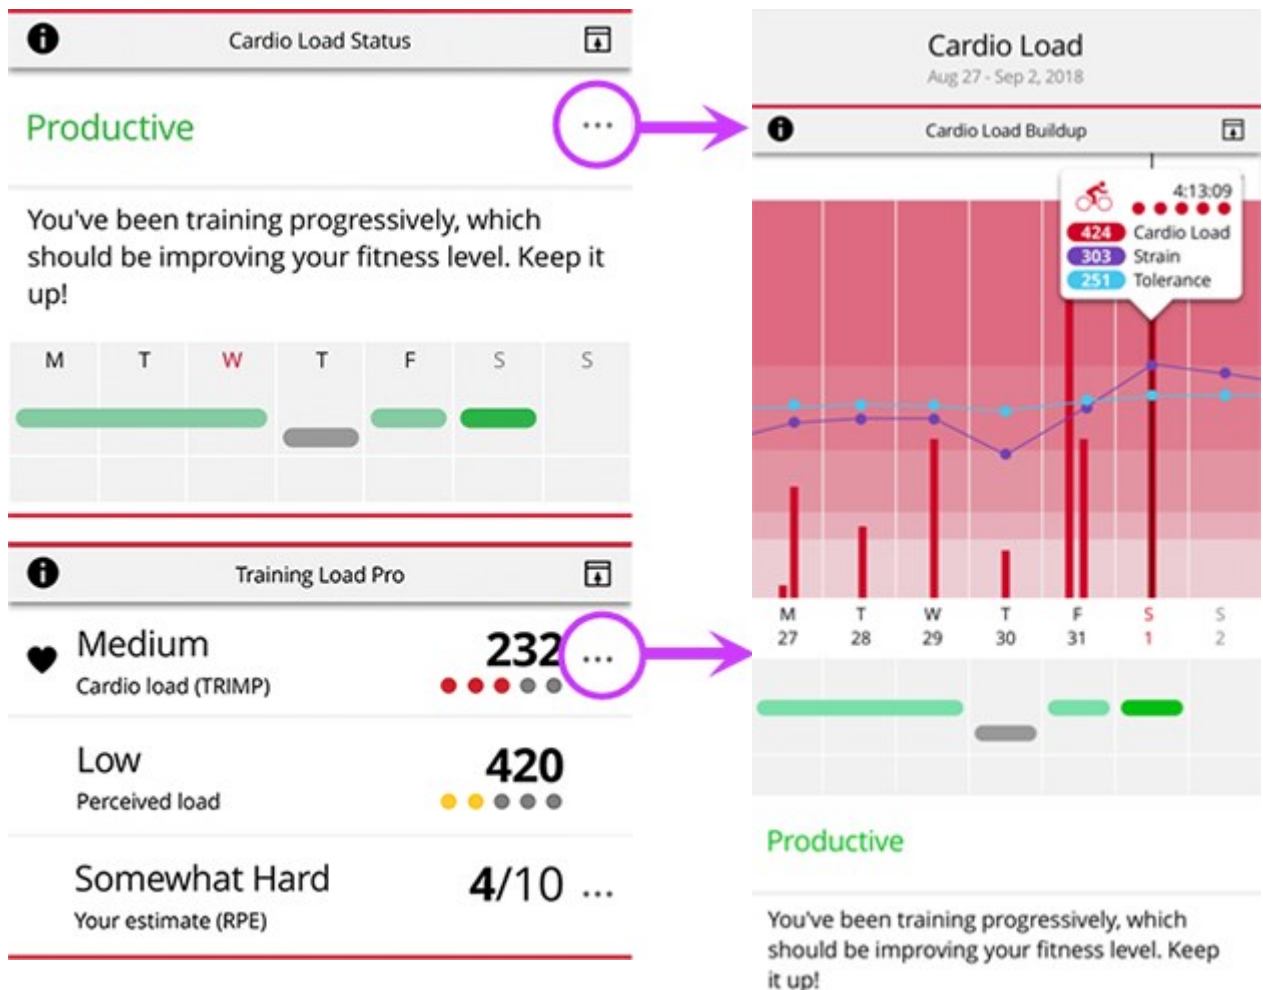 Cardio Load Status
Productive
You've been training progressively, which
should be improving your fitness level. Keep it
up!
M T W T F S S
Training Load Pro
Medium 232
Cardio load (TRIMP)
Low 420
Perceived load
Somewhat Hard 4/10
Your estimate (RPE)
Cardio Load
Aug 27 - Sep 2, 2018
Cardio Load Buildup
4:13:09
424 Cardio Load
303 Strain
251 Tolerance
M T W T F S S
27 28 29 30 31 1 2
Productive
You've been training progressively, which
should be improving your fitness level. Keep
it up!